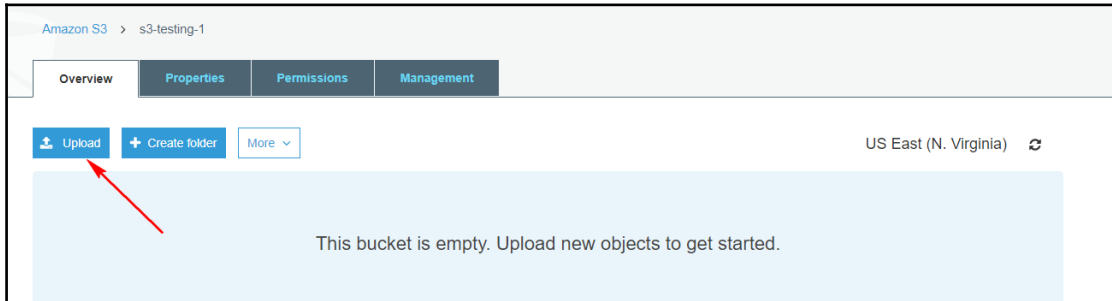 Amazon S3 > s3-testing-1
Overview Properties Permissions Management
Upload + Create folder More US East (N. Virginia)
This bucket is empty. Upload new objects to get started.